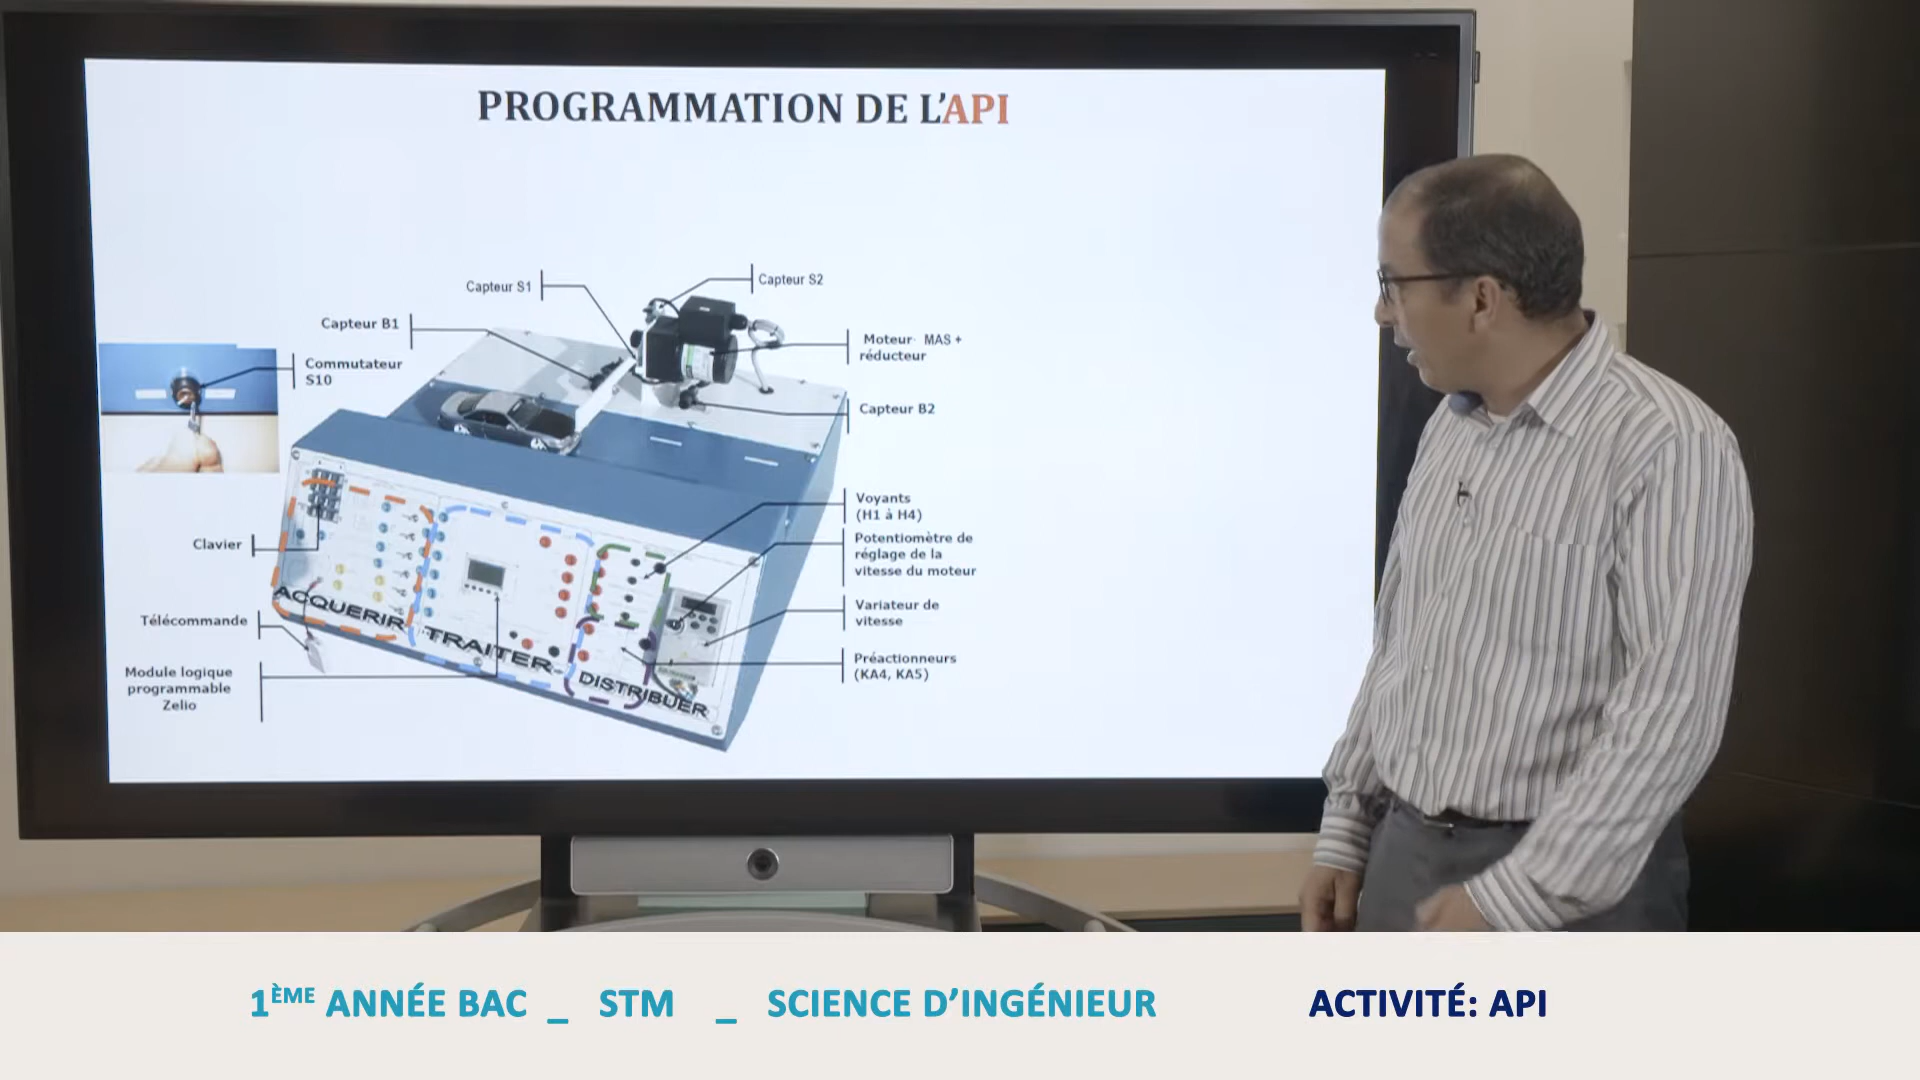 PROGRAMMATION DE L'API
Capteur S1
Capteur S2
Capteur B1
Commutateur
S10
Moteur MAS +
réducteur
Capteur B2
Clavier
Télécommande
Module logique
programmable
Zelio
Voyants
(H1 à H4)
Potentiomètre de
réglage de la
vitesse du moteur
Variateur de
vitesse
Préactionneurs
(KA4, KA5)
ACQUERIR
TRAITER
DISTRIBUER
1ÈME ANNÉE BAC _ STM _ SCIENCE D'INGÉNIEUR
ACTIVITÉ: API